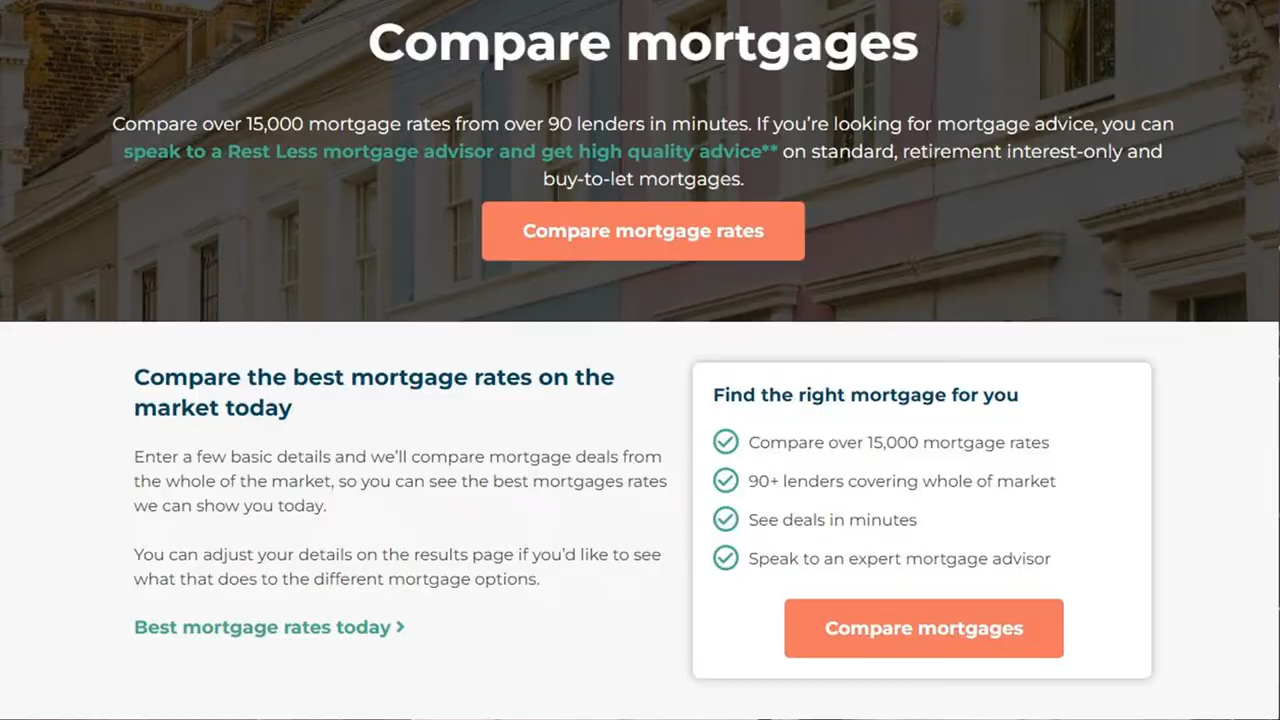 Compare mortgages
Compare over 15,000 mortgage rates from over 90 lenders in minutes. If you're looking for mortgage advice, you can
speak to a Rest Less mortgage advisor and get high quality advice** on standard, retirement interest-only and
buy-to-let mortgages.
Compare mortgage rates
Compare the best mortgage rates on the
market today
Enter a few basic details and we'll compare mortgage deals from
the whole of the market, so you can see the best mortgages rates
we can show you today.
You can adjust your details on the results page if you'd like to see
what that does to the different mortgage options.
Best mortgage rates today
Find the right mortgage for you
Compare over 15,000 mortgage rates
90+ lenders covering whole of market
See deals in minutes
Speak to an expert mortgage advisor
Compare mortgages